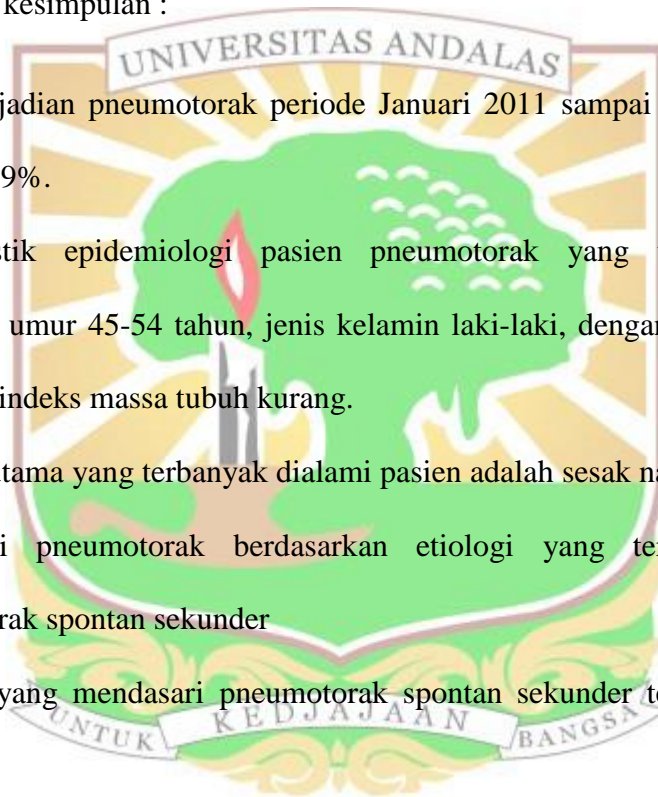 kesimpulan :
UNIVERSITAS ANDALAS
jadian pneumotorak periode Januari 2011 sampai
9%.
stik epidemiologi pasien pneumotorak yang
umur 45-54 tahun, jenis kelamin laki-laki, dengan
indeks massa tubuh kurang.
utama yang terbanyak dialami pasien adalah sesak na
i pneumotorak berdasarkan etiologi yang te
rak spontan sekunder
yang mendasari pneumotorak spontan sekunder te
UNTUK KEDJAJAAN BANGSA